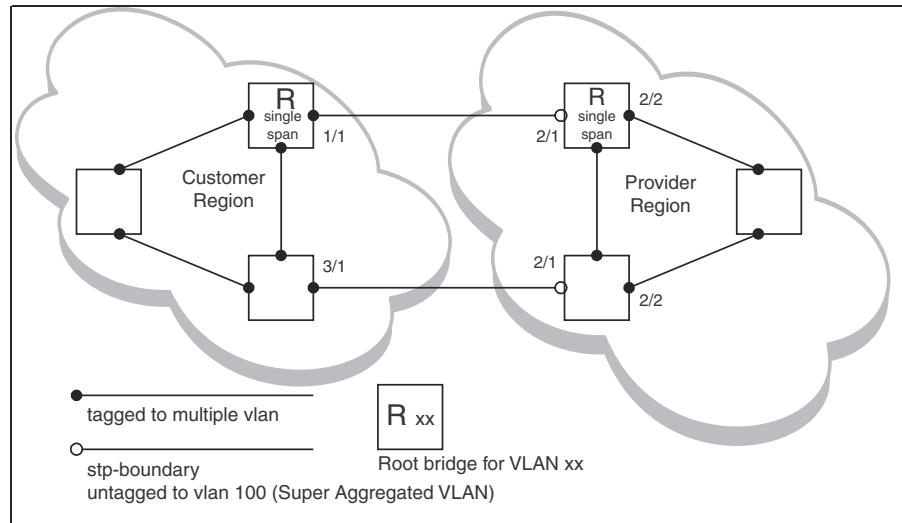 R
single
span
1/1
R
single
span
2/1
2/2
Customer
Region
Provider
Region
3/1
2/1
2/2
tagged to multiple vlan
stp-boundary
untagged to vlan 100 (Super Aggregated VLAN)
R xx
Root bridge for VLAN xx